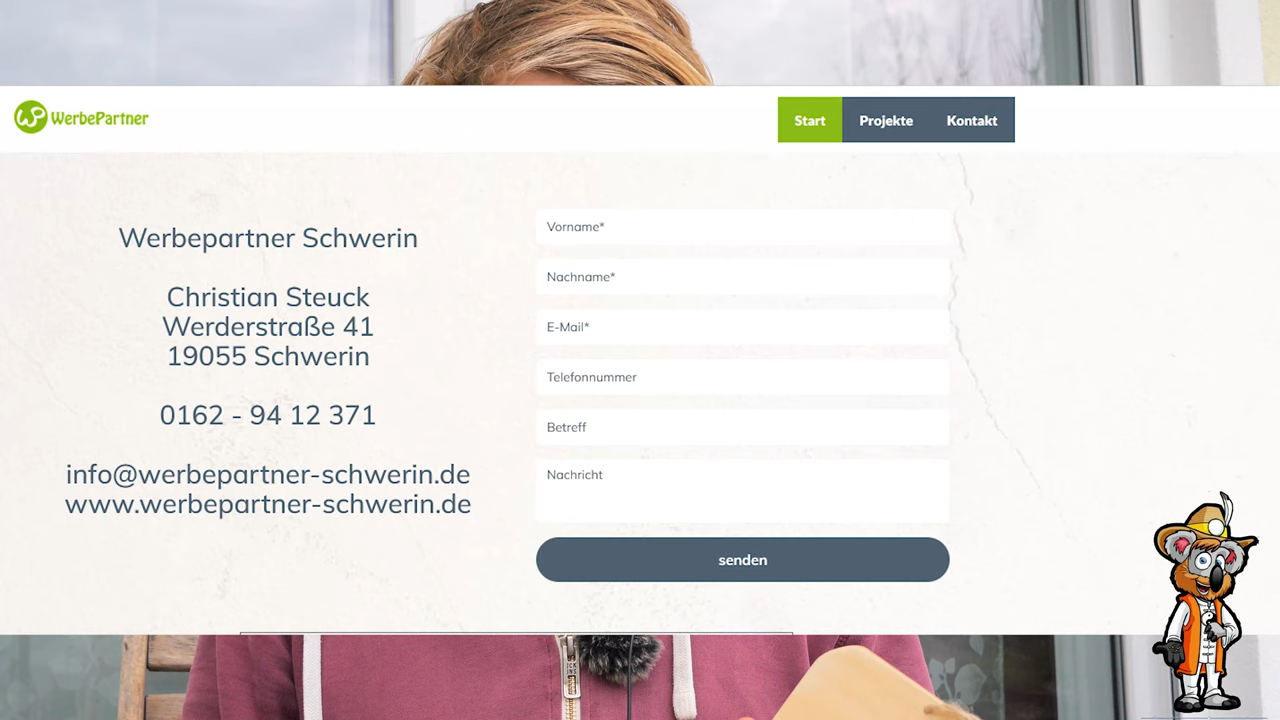 WerbePartner
Start
Projekte
Kontakt
Werbepartner Schwerin
Christian Steuck
Werderstraße 41
19055 Schwerin
0162 - 94 12 371
info@werbepartner-schwerin.de
www.werbepartner-schwerin.de
Vorname*
Nachname*
E-Mail*
Telefonnummer
Betreff
Nachricht
senden